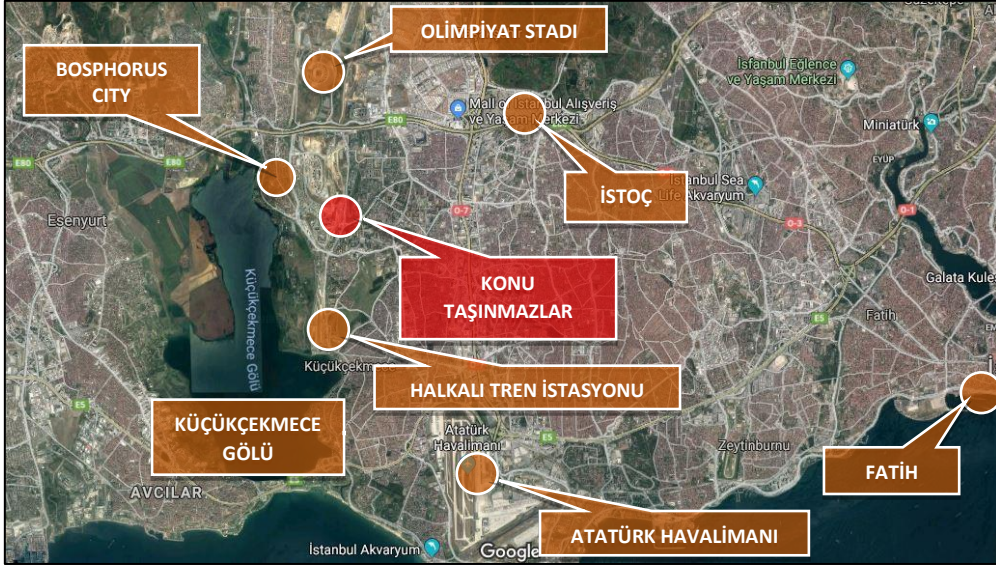 OLİMPİYAT STADI
BOSPHORUS
CITY
İsfanbul Eğlence
ve Yaşam Merkezi
Mall of İstanbul Alışveriş
ve Yaşam Merkezi
E80
E80
E80
Miniatürk
EYÜP
İSTOÇ
İstanbul Sea
Life Akvaryum
O-1
O-7
O-3
Esenyurt
KONU
TAŞINMAZLAR
Küçükçekmece Gölü
Galata Kules
E5
Fatih
Küçükçekmece
HALKALI TREN İSTASYONU
E5
KÜÇÜKÇEKMECE
GÖLÜ
Atatürk
Havalimanı
E5
Zeytinburnu
FATİH
AVCILAR
ATATÜRK HAVALİMANI
İstanbul Akvaryum
Google